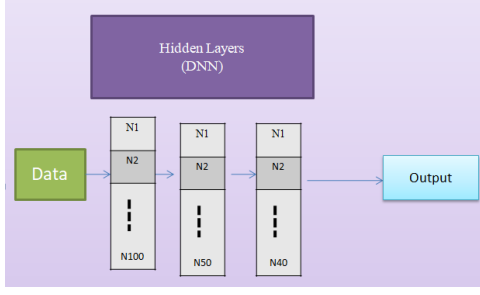 Hidden Layers
(DNN)
Data
N1
N2
N100
N1
N2
N50
N1
N2
N40
Output